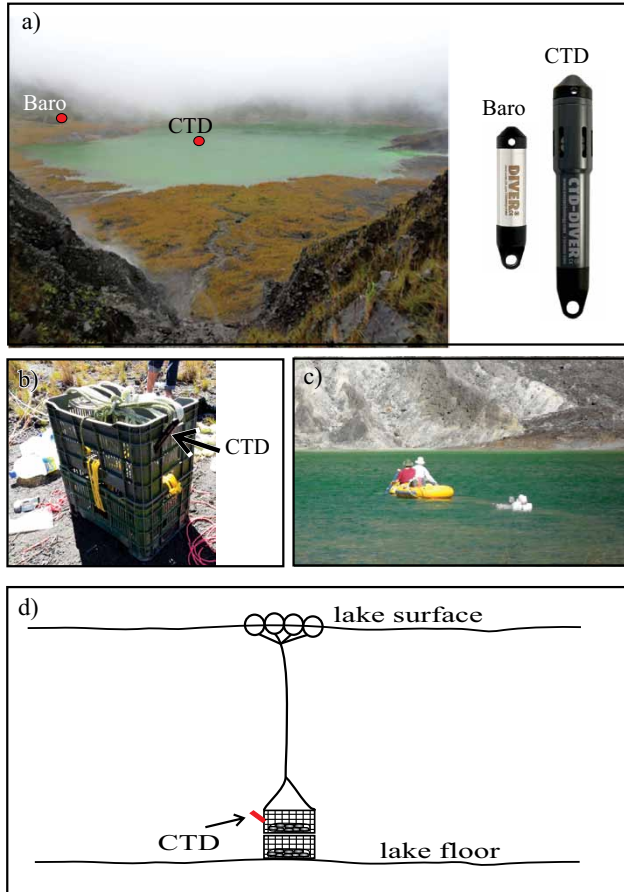 a)
Baro
CTD
Baro
CTD
DIVER
CTD-DIVER
b)
CTD
c)
d)
lake surface
CTD
lake floor